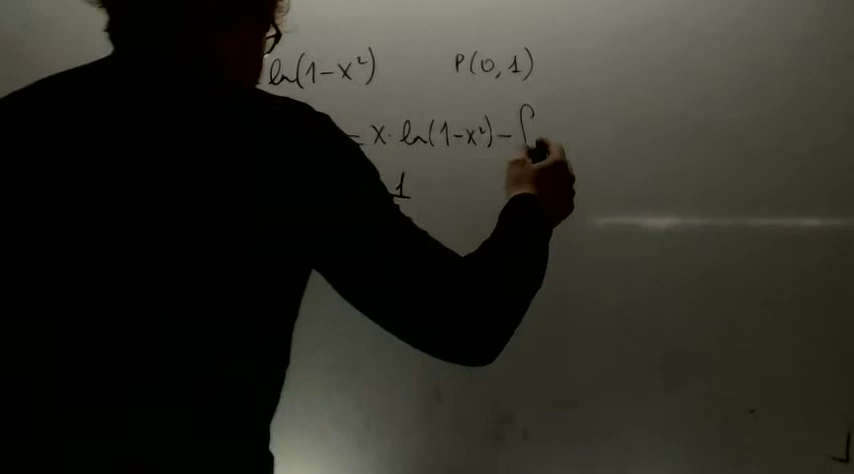 ln(1-x²) P(0,1)
= x·ln(1-x²)-∫
1